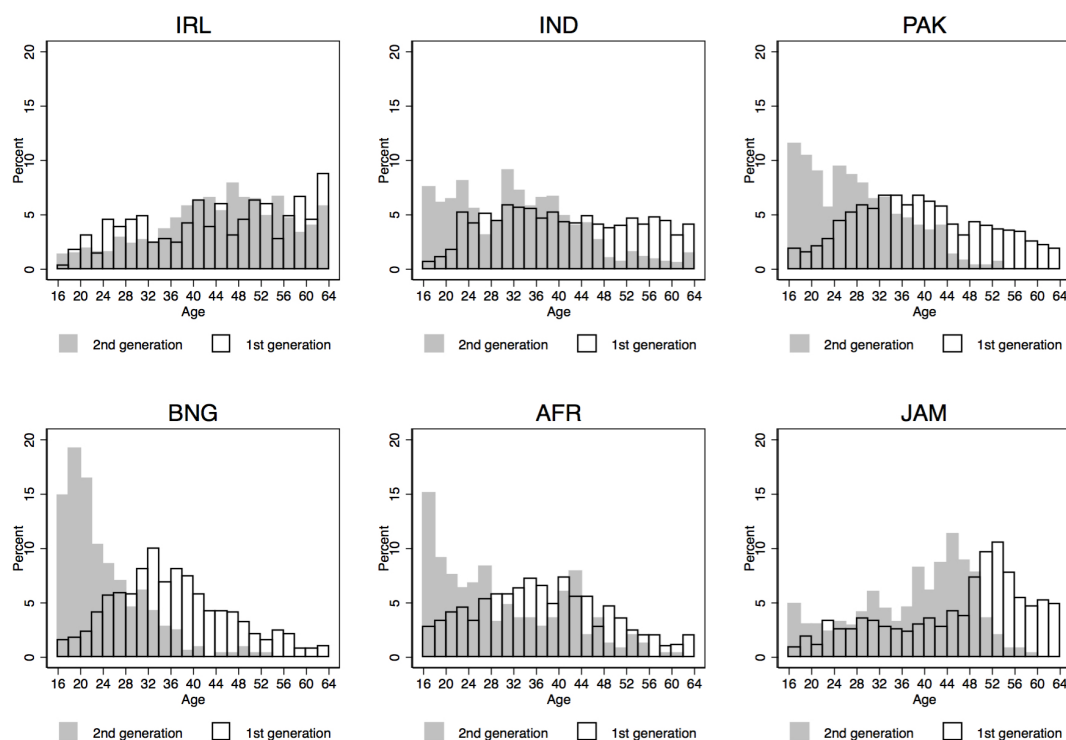 IRL
Percent
0 5 10 15 20
16 20 24 28 32 36 40 44 48 52 56 60 64
Age
2nd generation 1st generation
IND
Percent
0 5 10 15 20
16 20 24 28 32 36 40 44 48 52 56 60 64
Age
2nd generation 1st generation
PAK
Percent
0 5 10 15 20
16 20 24 28 32 36 40 44 48 52 56 60 64
Age
2nd generation 1st generation
BNG
Percent
0 5 10 15 20
16 20 24 28 32 36 40 44 48 52 56 60 64
Age
2nd generation 1st generation
AFR
Percent
0 5 10 15 20
16 20 24 28 32 36 40 44 48 52 56 60 64
Age
2nd generation 1st generation
JAM
Percent
0 5 10 15 20
16 20 24 28 32 36 40 44 48 52 56 60 64
Age
2nd generation 1st generation